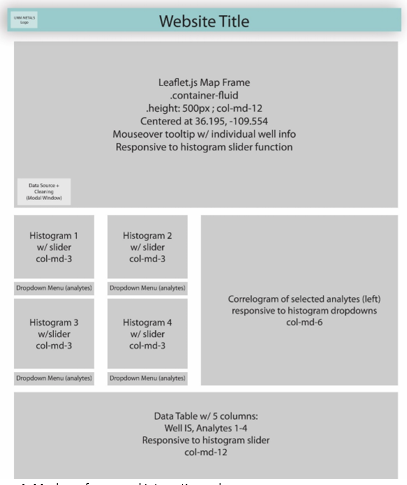 Website Title
Leaflet.js Map Frame
.container-fluid
.height: 500px ; col-md-12
Centered at 36.195, -109.554
Mouseover tooltip w/ individual well info
Responsive to histogram slider function
Data Source +
Cleaning
(Modal Window)
Histogram 1
w/ slider
col-md-3
Histogram 2
w/ slider
col-md-3
Dropdown Menu (analytes)
Dropdown Menu (analytes)
Histogram 3
w/slider
col-md-3
Histogram 4
w/ slider
col-md-3
Dropdown Menu (analytes)
Dropdown Menu (analytes)
Correlogram of selected analytes (left)
responsive to histogram dropdowns
col-md-6
Data Table w/ 5 columns:
Well IS, Analytes 1-4
Responsive to histogram slider
col-md-12